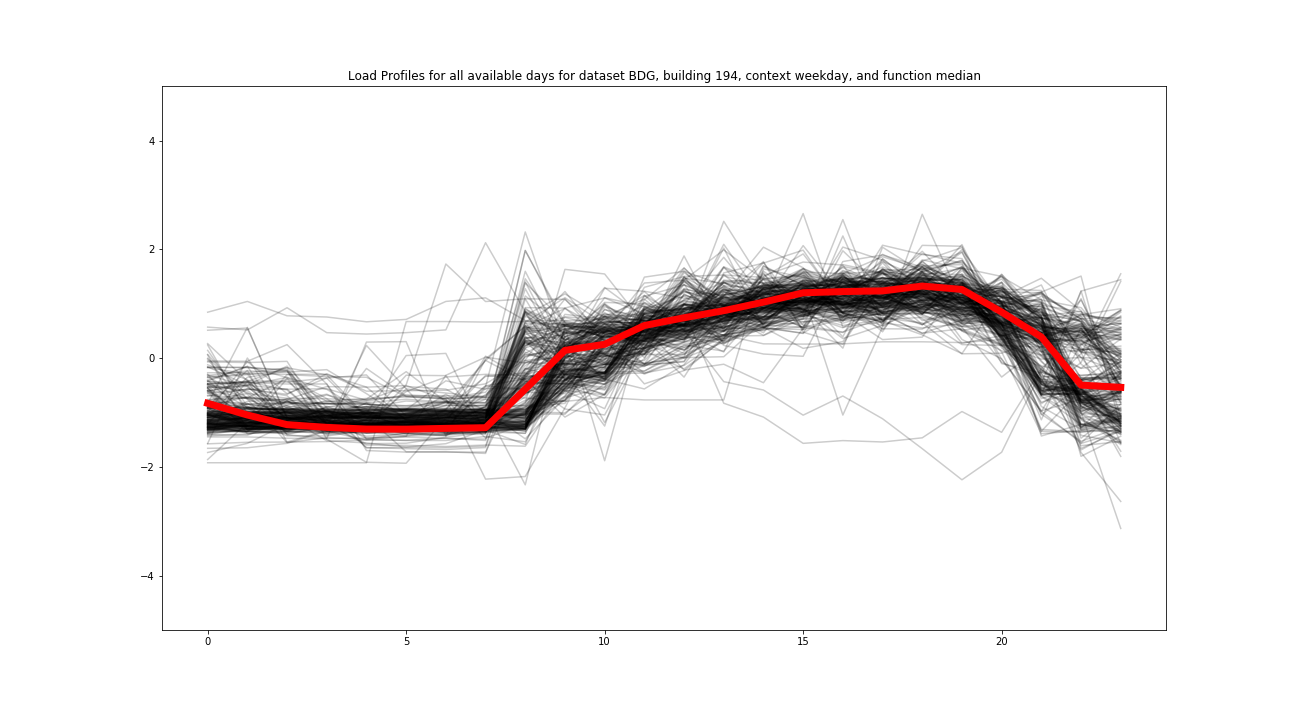 Load Profiles for all available days for dataset BDG, building 194, context weekday, and function median
4
2
0
−2
−4
0 5 10 15 20